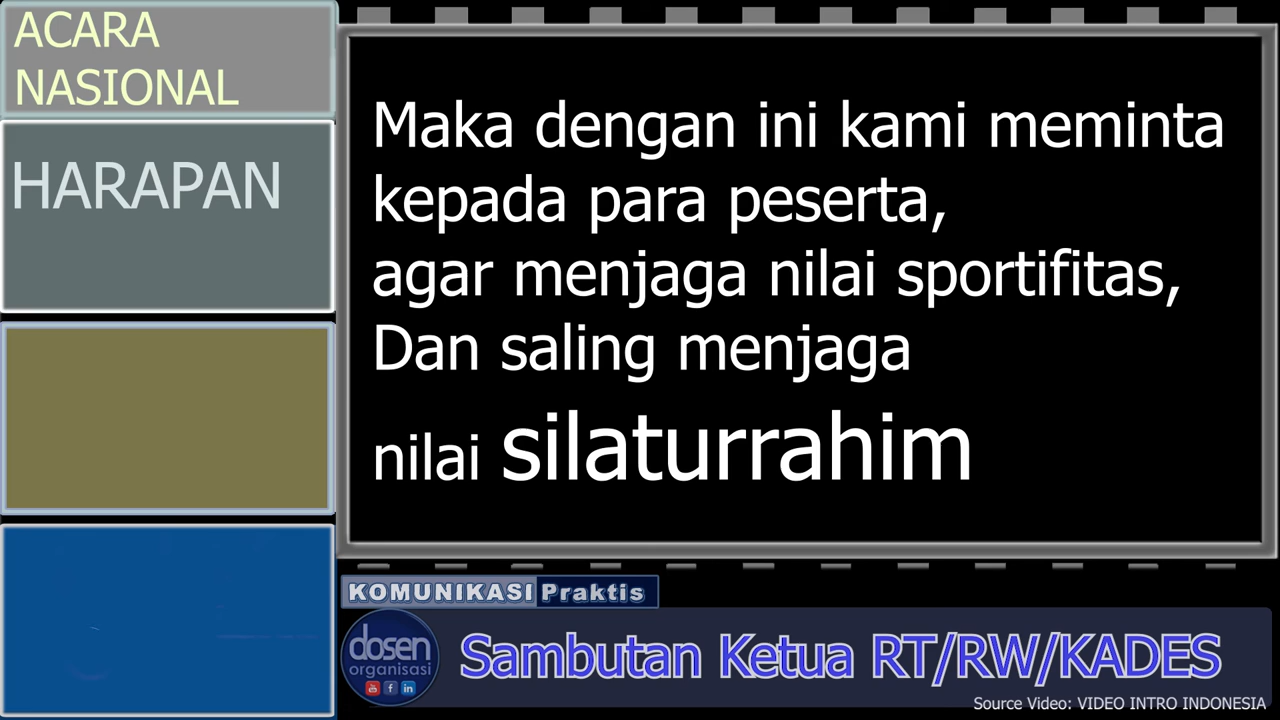 ACARA
NASIONAL
HARAPAN
Maka dengan ini kami meminta
kepada para peserta,
agar menjaga nilai sportifitas,
Dan saling menjaga
nilai silaturrahim
KOMUNIKASI Praktis
dosen
organisasi
Sambutan Ketua RT/RW/KADES
Source Video: VIDEO INTRO INDONESIA